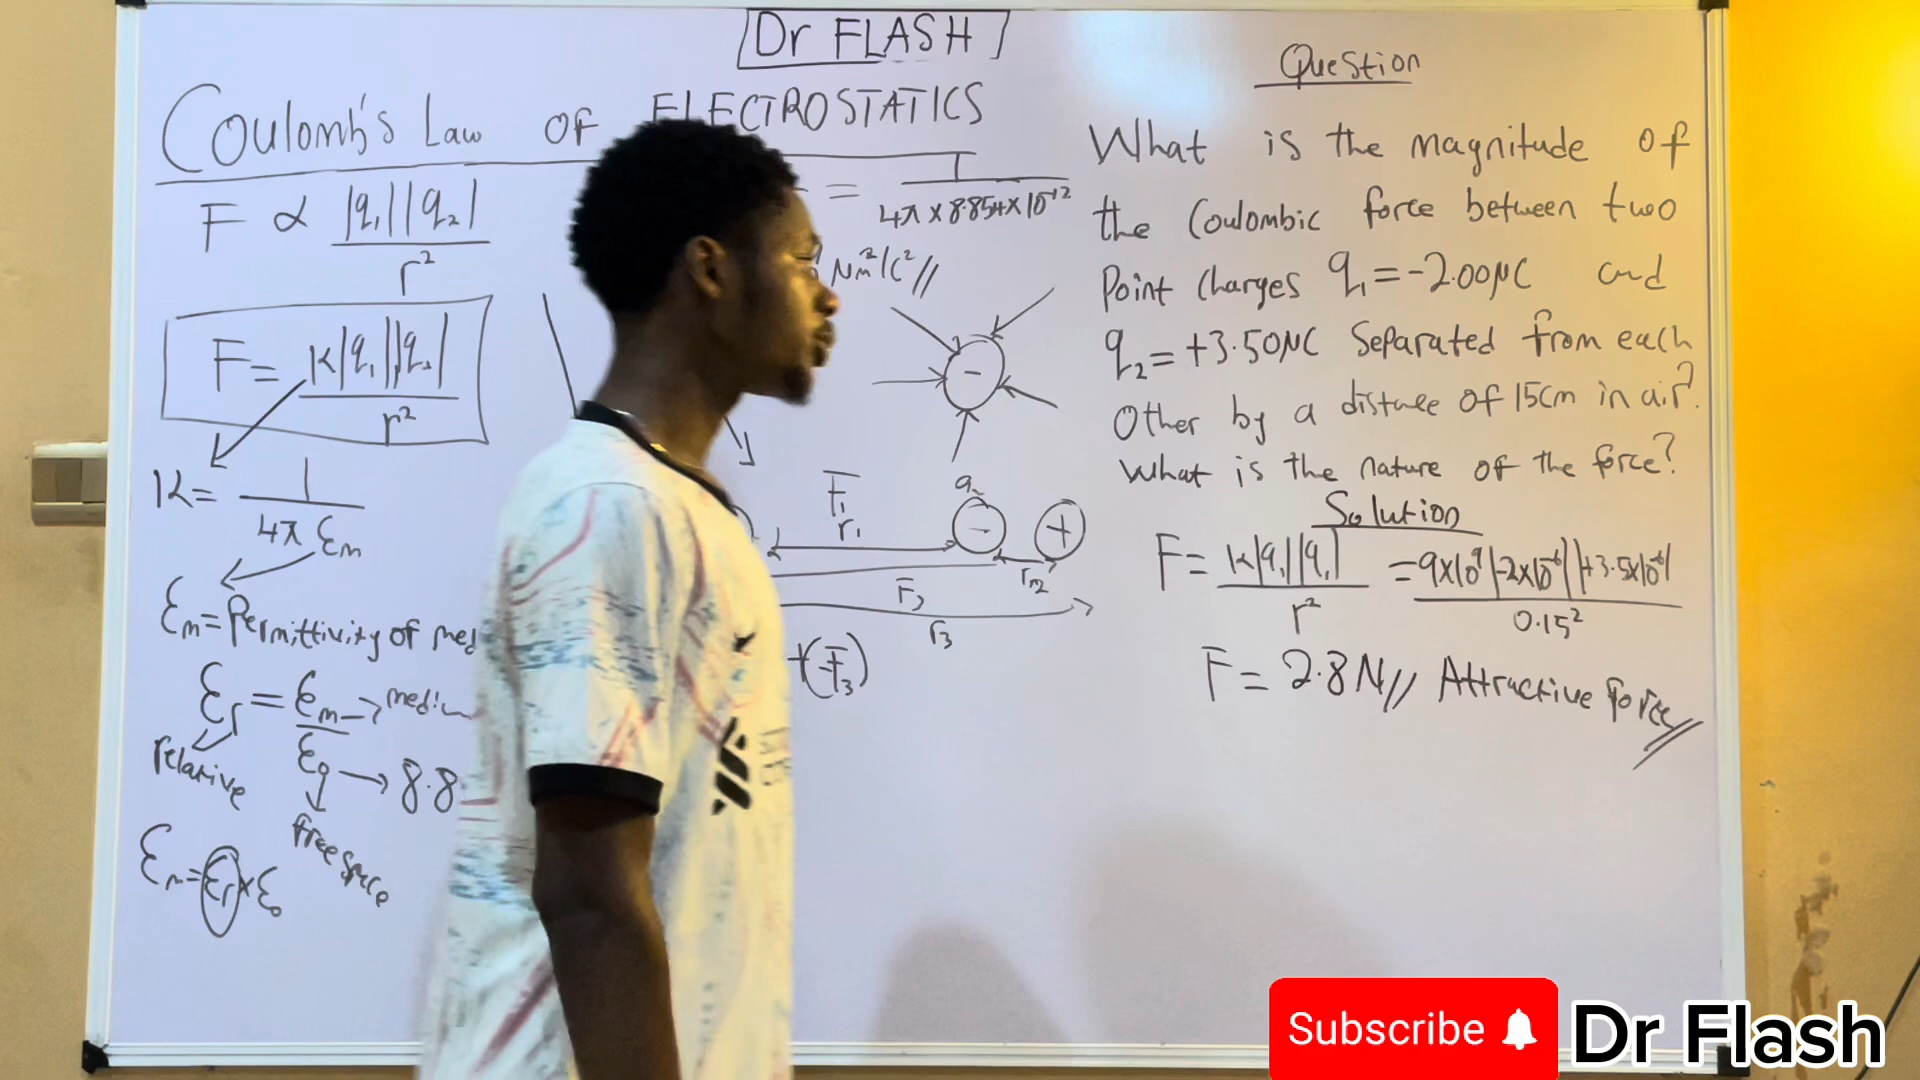 Dr FLASH
Coulomb's Law OF ELECTROSTATICS
F ∝ |q₁||q₂|
r²
F = K|q₁||q₂|
r²
K = 1
4π εm
εm = Permittivity of med
εr = εm → medium
relative
ε₀ → 8.8
free space
εm = εr × ε₀
= 1
4π × 8.854×10⁻¹²
Nm²/C² //
-
F₁
r₁
q₂
- +
r₂
F₃
r₃
+(-F₃)
Question
What is the magnitude of
the Coulombic force between two
Point Charges q₁ = -2.00μC and
q₂ = +3.50μC Separated from each
Other by a distance of 15cm in air?
What is the nature of the force?
Solution
F = K|q₁||q₁| = 9×10⁹|-2×10⁻⁶||+3.5×10⁻⁶|
r² 0.15²
F = 2.8N // Attractive force //
Subscribe Dr Flash